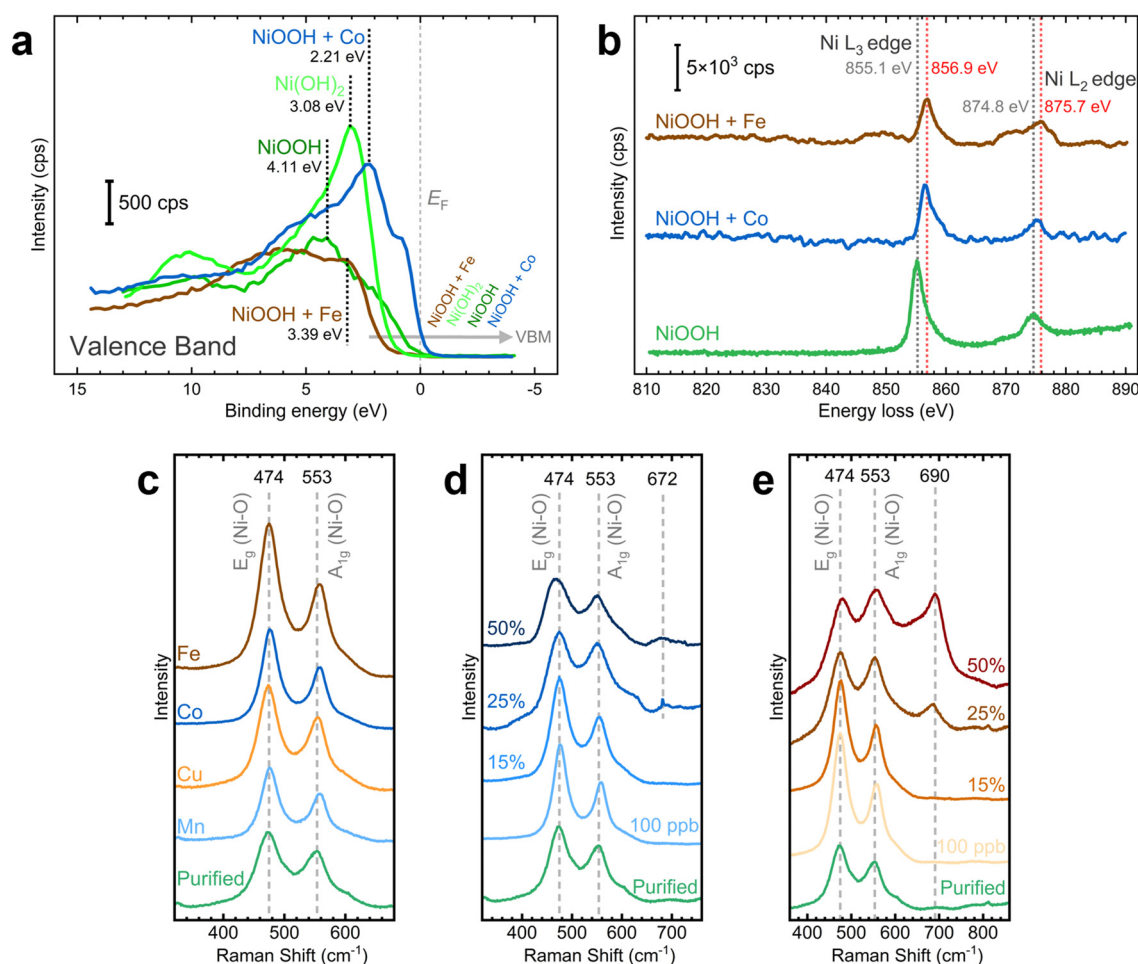 a
NiOOH + Co
2.21 eV
Ni(OH)2
3.08 eV
NiOOH
4.11 eV
500 cps
EF
NiOOH + Fe
Ni(OH)2
NiOOH
NiOOH + Co
VBM
NiOOH + Fe
3.39 eV
Valence Band
Intensity (cps)
15 10 5 0 -5
Binding energy (eV)
b
5×10³ cps
Ni L3 edge
855.1 eV 856.9 eV
Ni L2 edge
874.8 eV 875.7 eV
NiOOH + Fe
NiOOH + Co
NiOOH
Intensity (cps)
810 820 830 840 850 860 870 880 890
Energy loss (eV)
c
474 553
Eg (Ni-O)
A1g (Ni-O)
Fe
Co
Cu
Mn
Purified
Intensity
400 500 600
Raman Shift (cm-1)
d
474 553 672
Eg (Ni-O)
A1g (Ni-O)
50%
25%
15%
100 ppb
Purified
Intensity
400 500 600 700
Raman Shift (cm-1)
e
474 553 690
Eg (Ni-O)
A1g (Ni-O)
50%
25%
15%
100 ppb
Purified
Intensity
400 500 600 700 800
Raman Shift (cm-1)